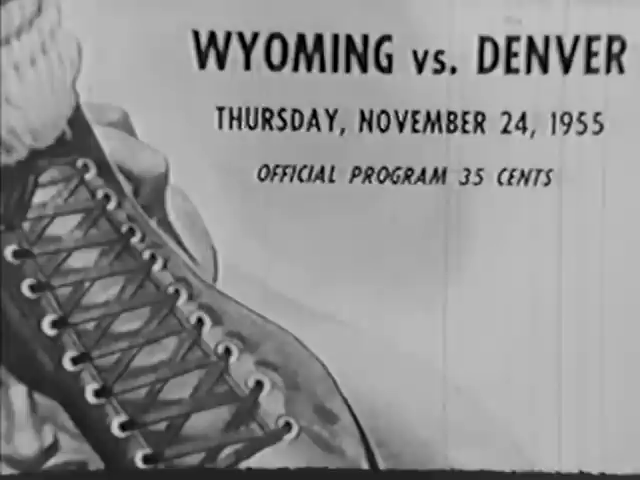 WYOMING vs. DENVER
THURSDAY, NOVEMBER 24, 1955
OFFICIAL PROGRAM 35 CENTS